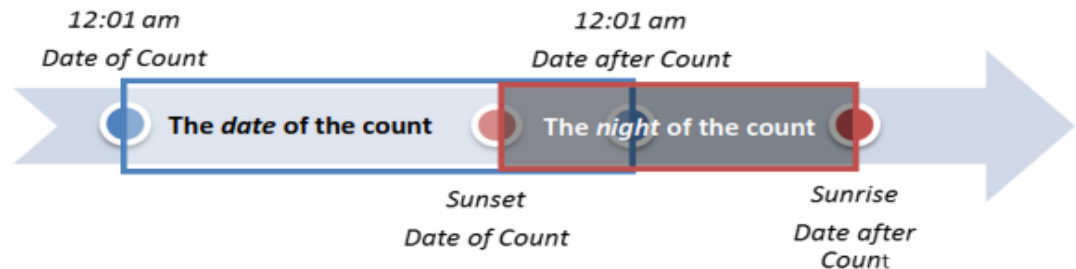 12:01 am
Date of Count
12:01 am
Date after Count
The date of the count
The night of the count
Sunset
Date of Count
Sunrise
Date after
Count